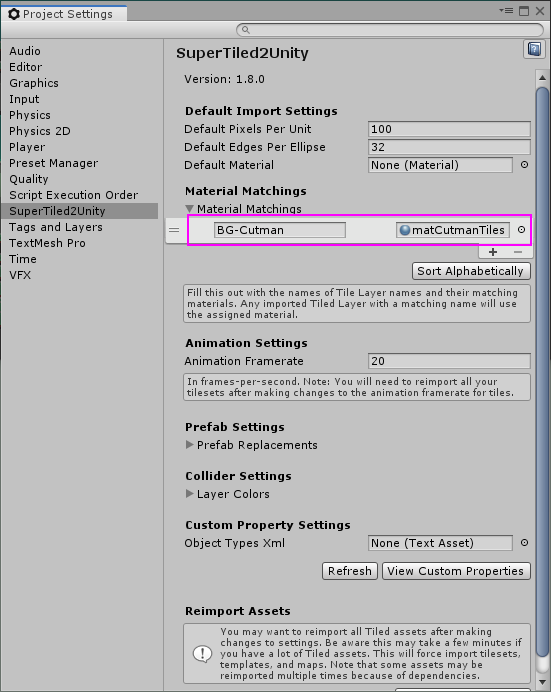 Project Settings
Audio
Editor
Graphics
Input
Physics
Physics 2D
Player
Preset Manager
Quality
Script Execution Order
SuperTiled2Unity
Tags and Layers
TextMesh Pro
Time
VFX
SuperTiled2Unity
Version: 1.8.0
Default Import Settings
Default Pixels Per Unit 100
Default Edges Per Ellipse 32
Default Material None (Material)
Material Matchings
Material Matchings
BG-Cutman matCutmanTiles
Sort Alphabetically
Fill this out with the names of Tile Layer names and their matching
materials. Any imported Tiled Layer with a matching name will use
the assigned material.
Animation Settings
Animation Framerate 20
In frames-per-second. Note: You will need to reimport all your
tilesets after making changes to the animation framerate for tiles.
Prefab Settings
Prefab Replacements
Collider Settings
Layer Colors
Custom Property Settings
Object Types Xml None (Text Asset)
Refresh View Custom Properties
Reimport Assets
You may want to reimport all Tiled assets after making
changes to settings. Be aware this may take a few minutes if
you have a lot of Tiled assets. This will force import tilesets,
templates, and maps. Note that some assets may be
reimported multiple times because of dependencies.